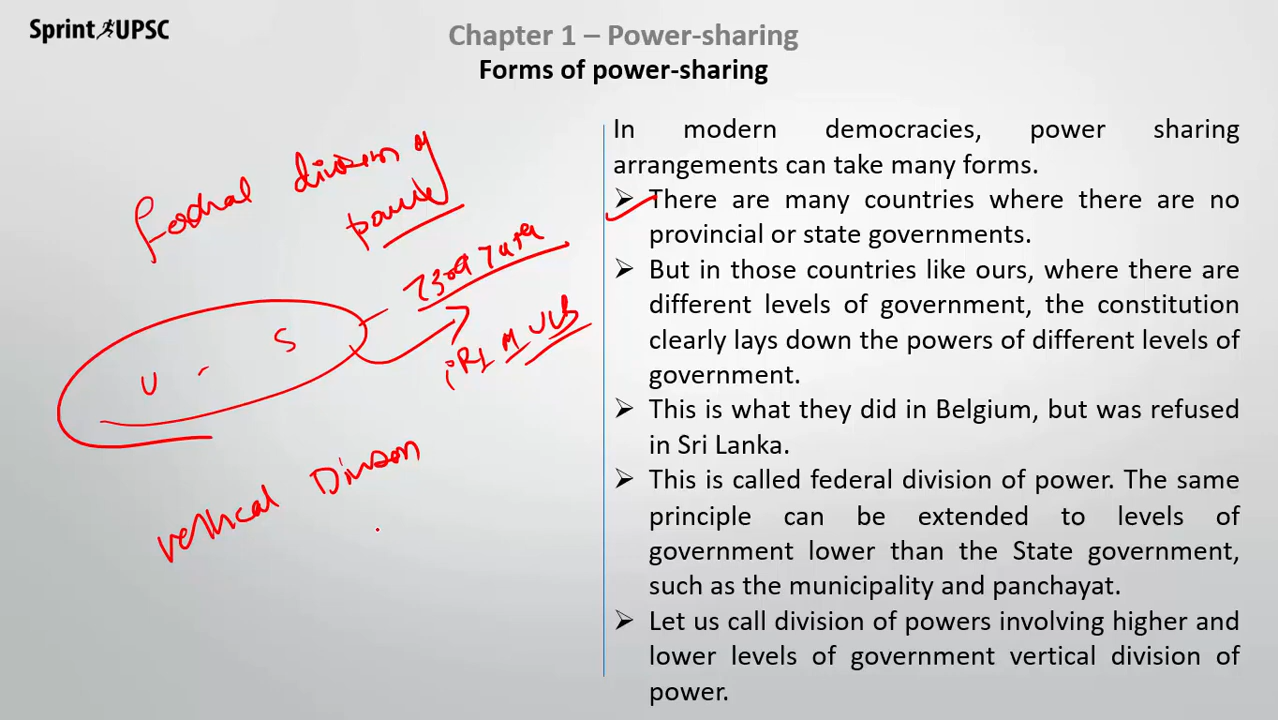 Sprint UPSC
Chapter 1 – Power-sharing
Forms of power-sharing
In modern democracies, power sharing
arrangements can take many forms.
➢ There are many countries where there are no
provincial or state governments.
➢ But in those countries like ours, where there are
different levels of government, the constitution
clearly lays down the powers of different levels of
government.
➢ This is what they did in Belgium, but was refused
in Sri Lanka.
➢ This is called federal division of power. The same
principle can be extended to levels of
government lower than the State government,
such as the municipality and panchayat.
➢ Let us call division of powers involving higher and
lower levels of government vertical division of
power.
division of
U - S
vertical